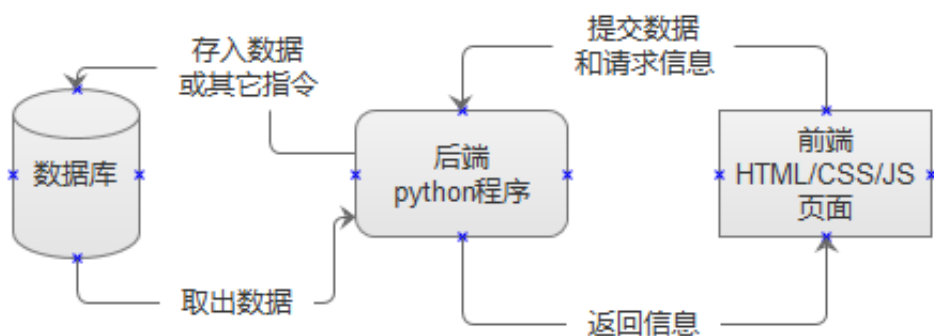 存入数据
或其它指令
提交数据
和请求信息
数据库
后端
python程序
前端
HTML/CSS/JS
页面
取出数据
返回信息